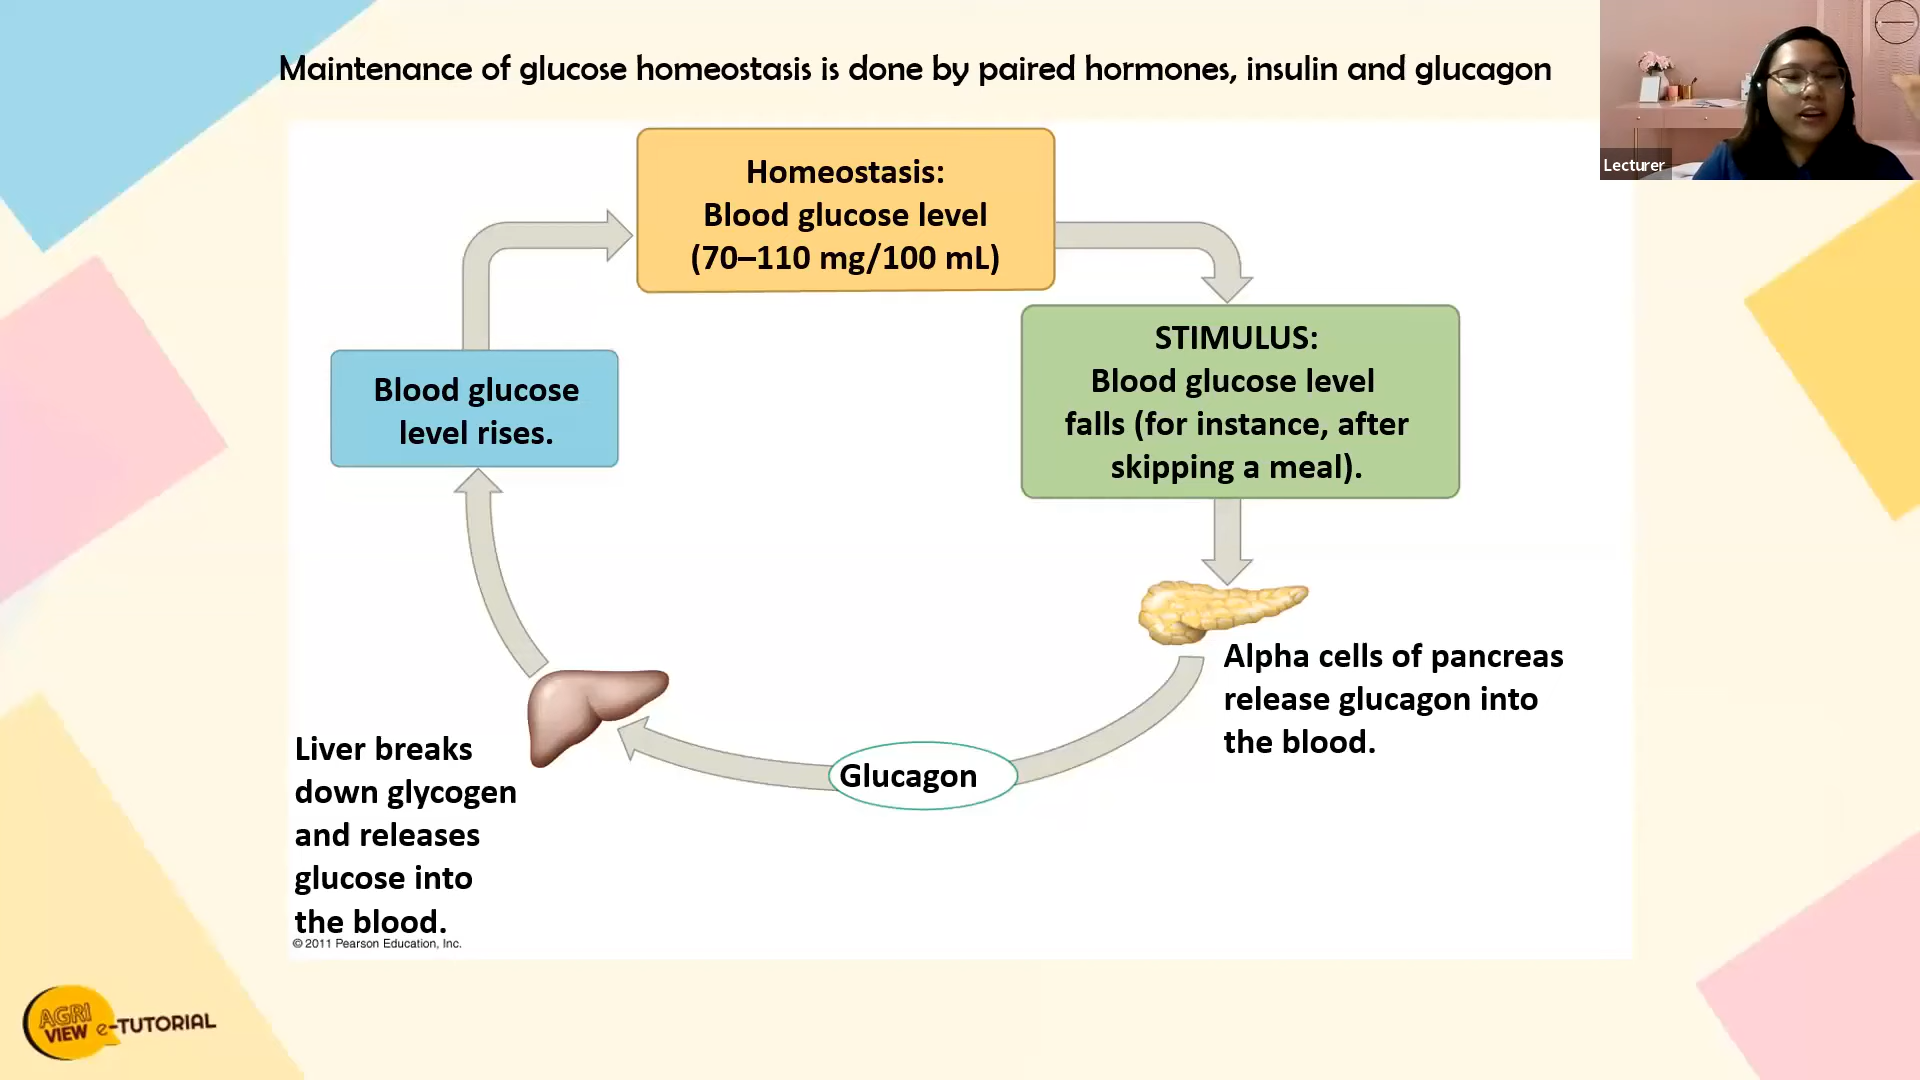 Maintenance of glucose homeostasis is done by paired hormones, insulin and glucagon
Lecturer
Homeostasis:
Blood glucose level
(70–110 mg/100 mL)
STIMULUS:
Blood glucose level
falls (for instance, after
skipping a meal).
Blood glucose
level rises.
Alpha cells of pancreas
release glucagon into
the blood.
Glucagon
Liver breaks
down glycogen
and releases
glucose into
the blood.
© 2011 Pearson Education, Inc.
AGRI
VIEW e-TUTORIAL